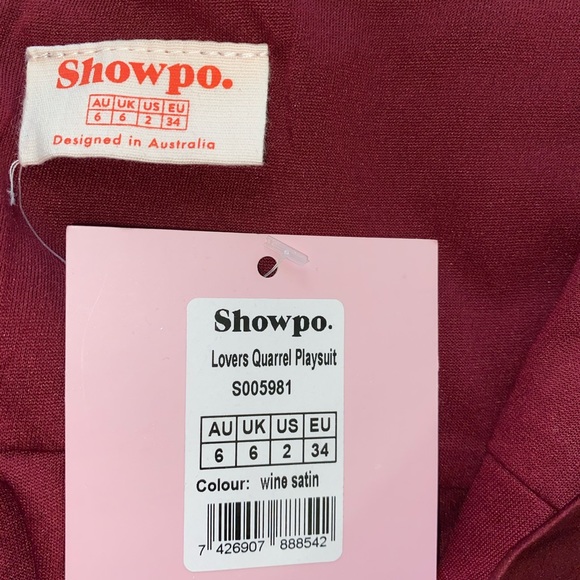 Showpo.
AU UK US EU
6 6 2 34
Designed in Australia
Showpo.
Lovers Quarrel Playsuit
S005981
AU UK US EU
6 6 2 34
Colour: wine satin
7 426907 888542